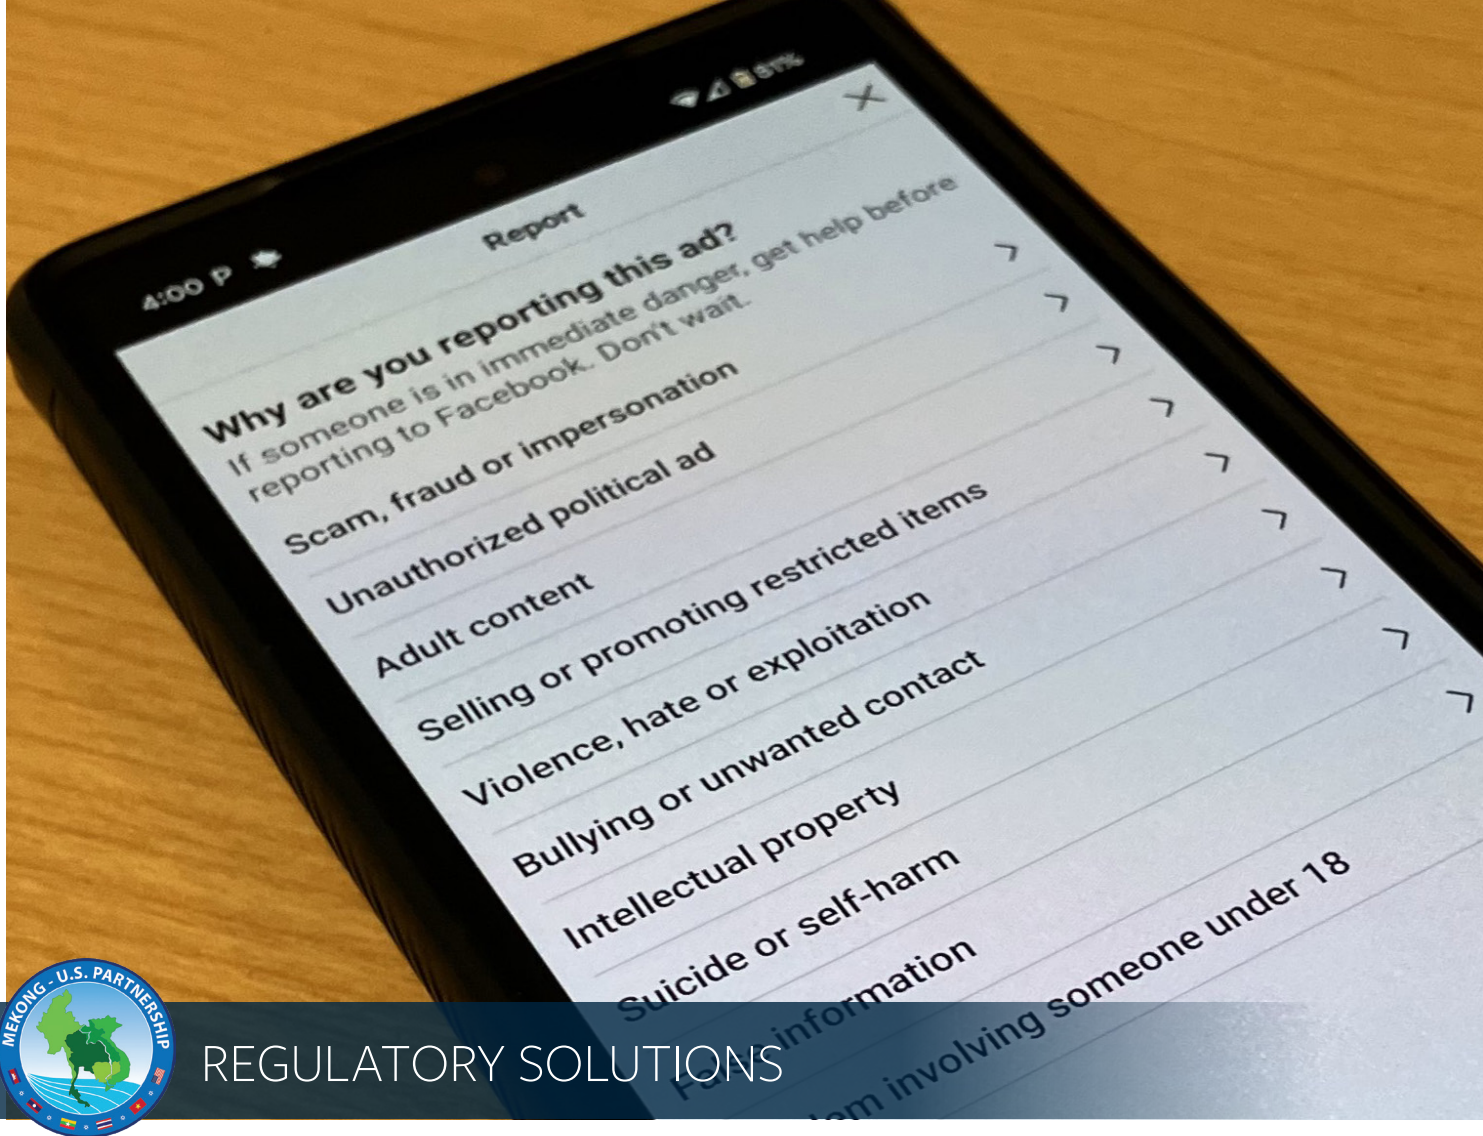 4:00 P
81%
Report
Why are you reporting this ad?
If someone is in immediate danger, get help before
reporting to Facebook. Don't wait.
Scam, fraud or impersonation
Unauthorized political ad
Adult content
Selling or promoting restricted items
Violence, hate or exploitation
Bullying or unwanted contact
Intellectual property
Suicide or self-harm
False information
involving someone under 18
MEKONG - U.S. PARTNERSHIP
REGULATORY SOLUTIONS